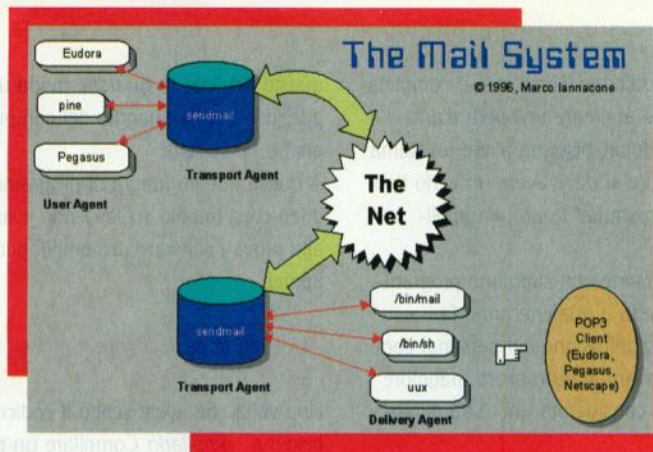 The Mail System
© 1996, Marco Iannacone
Eudora
pine
Pegasus
User Agent
sendmail
Transport Agent
The
Net
sendmail
Transport Agent
/bin/mail
/bin/sh
uux
Delivery Agent
POP3
Client
(Eudora,
Pegasus,
Netscape)